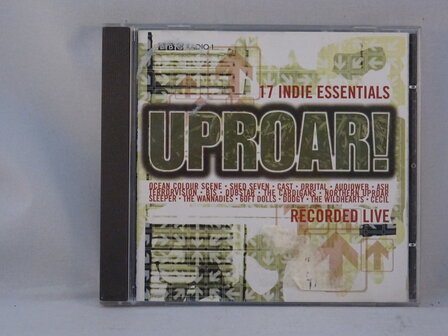 BBC RADIO 1
17 INDIE ESSENTIALS
UPROAR!
OCEAN COLOUR SCENE · SHED SEVEN · CAST · ORBITAL · AUDIOWEB · ASH
TERRORVISION · BIS · DUBSTAR · THE CARDIGANS · NORTHERN UPROAR
SLEEPER · THE WANNADIES · 60FT DOLLS · DODGY · THE WILDHEARTS · CECIL
RECORDED LIVE